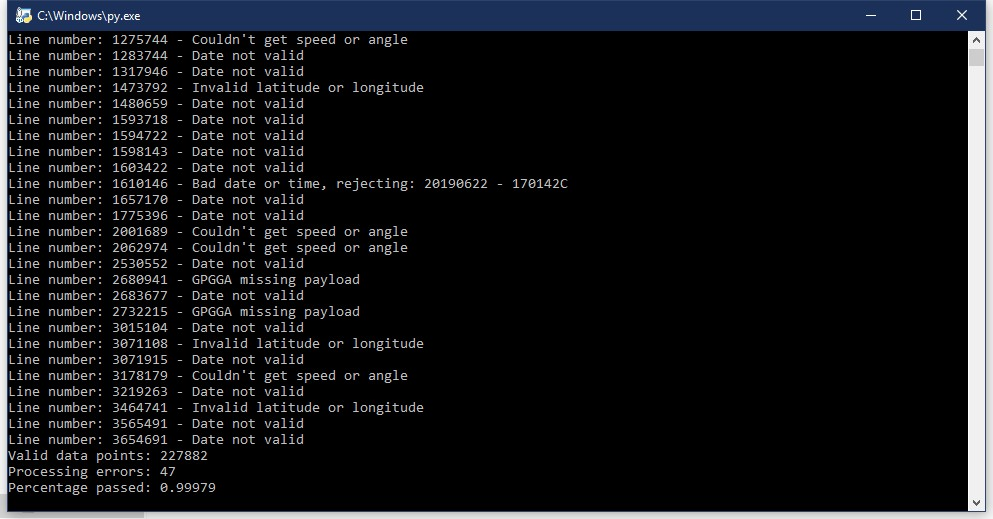 C:\Windows\py.exe
Line number: 1275744 - Couldn't get speed or angle
Line number: 1283744 - Date not valid
Line number: 1317946 - Date not valid
Line number: 1473792 - Invalid latitude or longitude
Line number: 1480659 - Date not valid
Line number: 1593718 - Date not valid
Line number: 1594722 - Date not valid
Line number: 1598143 - Date not valid
Line number: 1603422 - Date not valid
Line number: 1610146 - Bad date or time, rejecting: 20190622 - 170142C
Line number: 1657170 - Date not valid
Line number: 1775396 - Date not valid
Line number: 2001689 - Couldn't get speed or angle
Line number: 2062974 - Couldn't get speed or angle
Line number: 2530552 - Date not valid
Line number: 2680941 - GPGGA missing payload
Line number: 2683677 - Date not valid
Line number: 2732215 - GPGGA missing payload
Line number: 3015104 - Date not valid
Line number: 3071108 - Invalid latitude or longitude
Line number: 3071915 - Date not valid
Line number: 3178179 - Couldn't get speed or angle
Line number: 3219263 - Date not valid
Line number: 3464741 - Invalid latitude or longitude
Line number: 3565491 - Date not valid
Line number: 3654691 - Date not valid
Valid data points: 227882
Processing errors: 47
Percentage passed: 0.99979